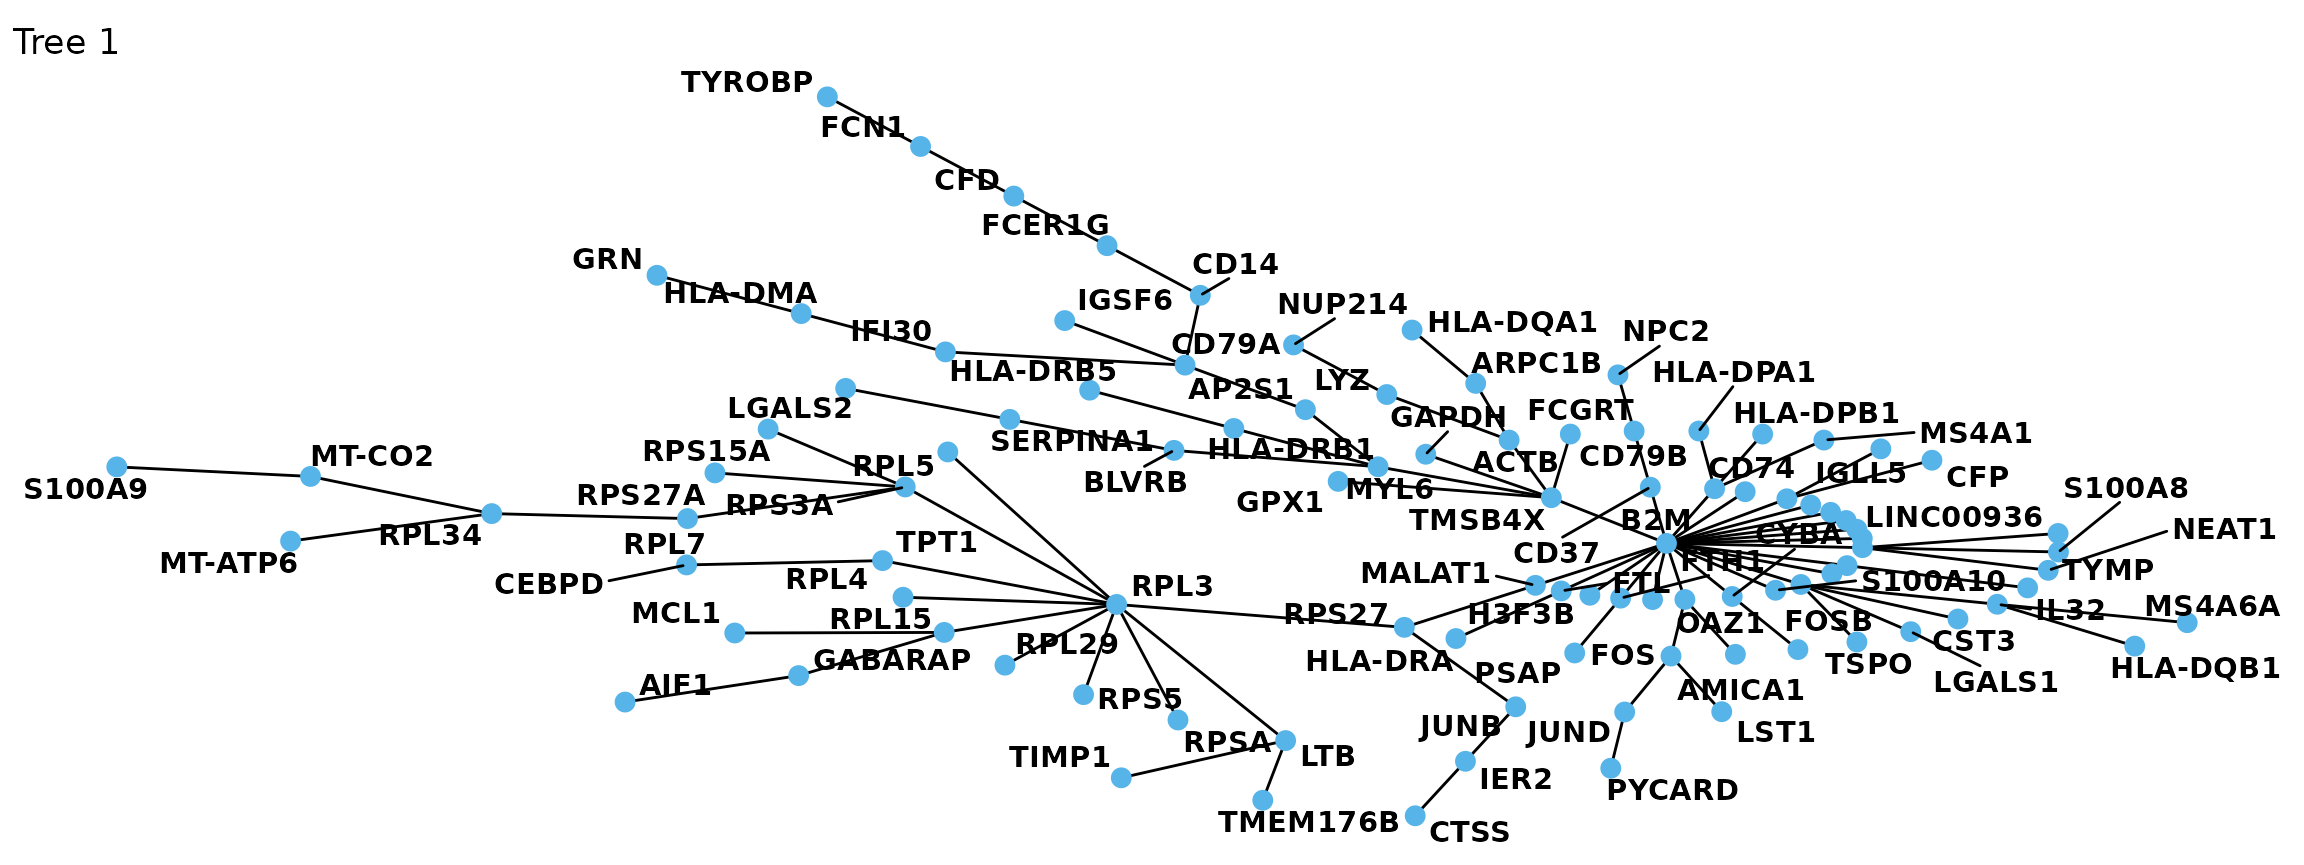 Tree 1
TYROBP
FCN1
CFD
FCER1G
GRN
CD14
HLA-DMA
IGSF6
NUP214
HLA-DQA1
NPC2
IFI30
CD79A
HLA-DRB5
ARPC1B
HLA-DPA1
AP2S1
LYZ
LGALS2
GAPDH
FCGRT
HLA-DPB1
MS4A1
MT-CO2
RPS15A
SERPINA1
HLA-DRB1
ACTB
CD79B
CD74
IGLL5
CFP
RPL5
S100A9
RPS27A
RPS3A
BLVRB
GPX1
MYL6
S100A8
TMSB4X
B2M
LINC00936
NEAT1
RPL34
RPL7
TPT1
CD37
CYBA
MT-ATP6
CEBPD
RPL4
RPL3
MALAT1
FTL
FTH1
S100A10
TYMP
MCL1
RPL15
RPS27
H3F3B
OAZ1
FOSB
IL32
MS4A6A
RPL29
GABARAP
HLA-DRA
PSAP
FOS
TSPO
CST3
HLA-DQB1
AIF1
RPS5
AMICA1
LGALS1
RPSA
JUNB
JUND
LST1
TIMP1
LTB
IER2
PYCARD
TMEM176B
CTSS